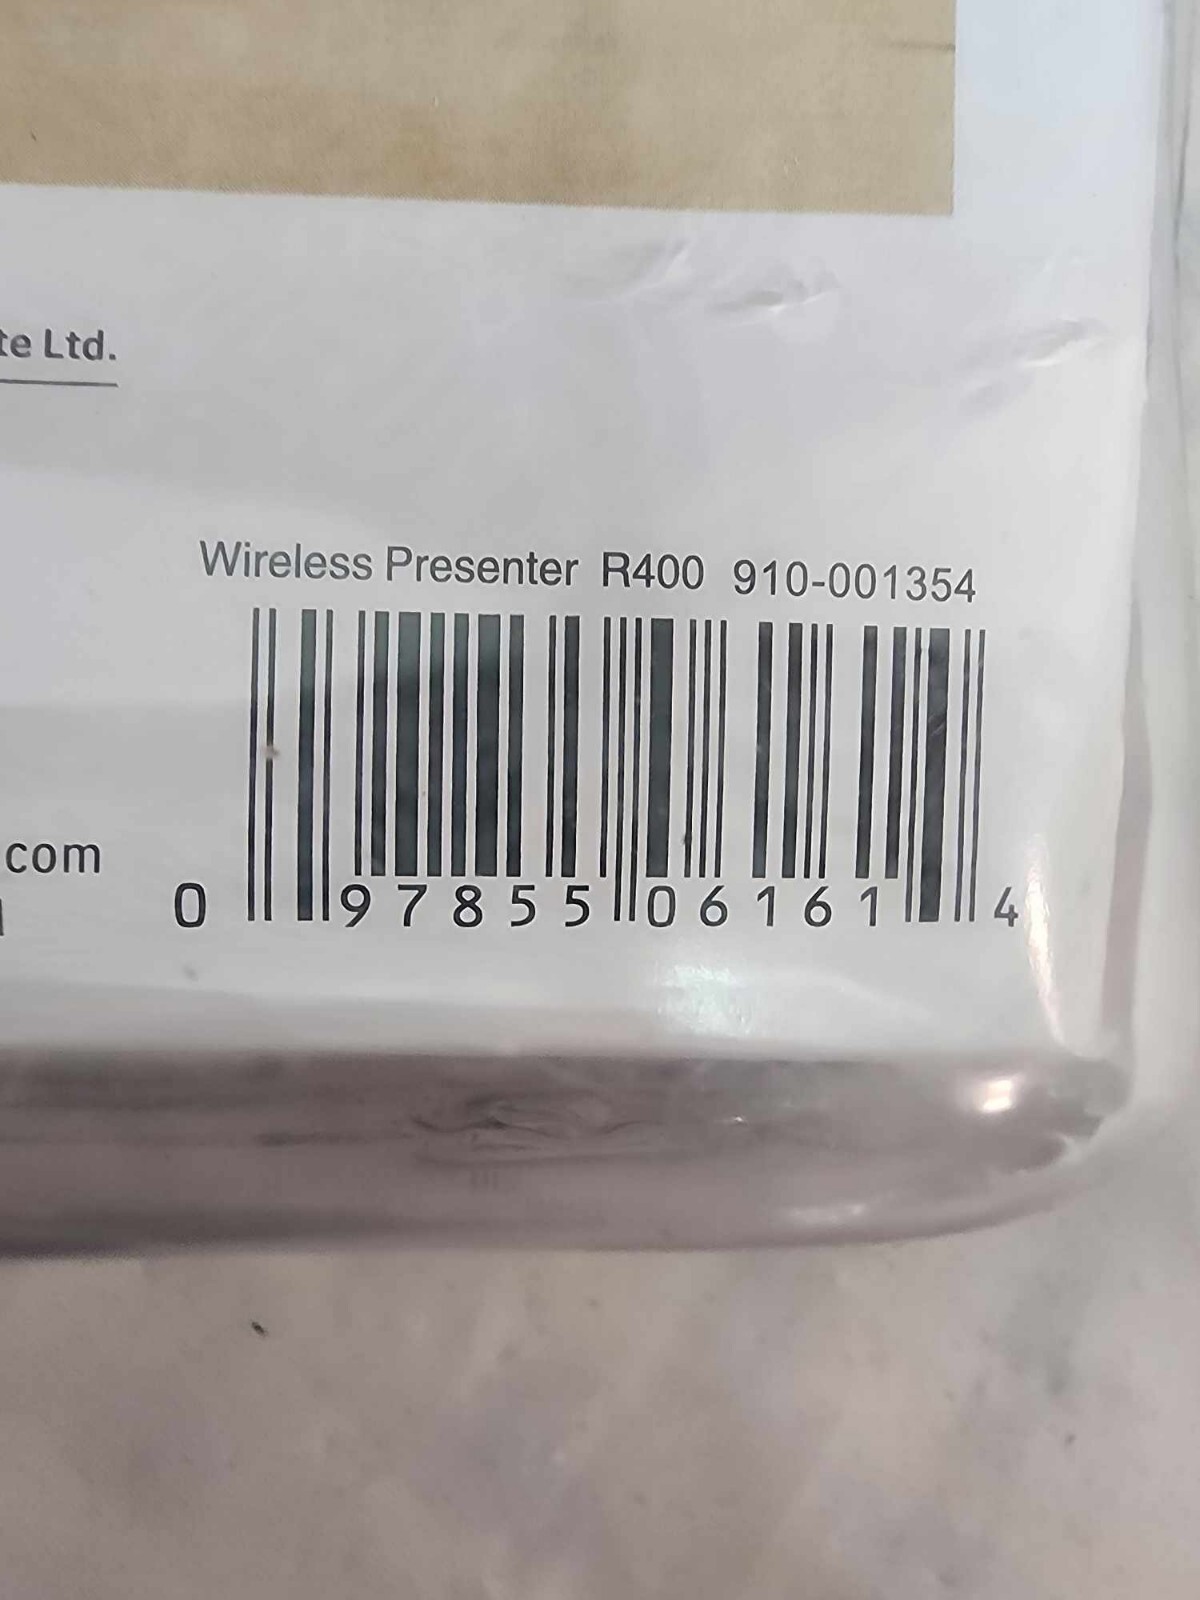 te Ltd.
Wireless Presenter R400 910-001354
.com
0 97855 06161 4